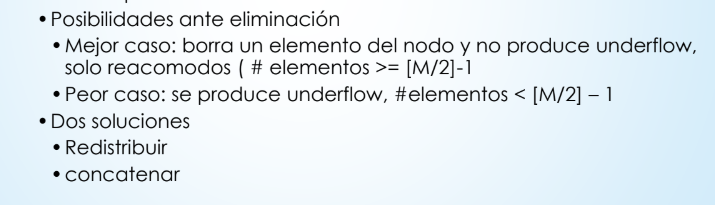 •Posibilidades ante eliminación
•Mejor caso: borra un elemento del nodo y no produce underflow,
solo reacomodos ( # elementos >= [M/2]-1
•Peor caso: se produce underflow, #elementos < [M/2] – 1
•Dos soluciones
•Redistribuir
•concatenar